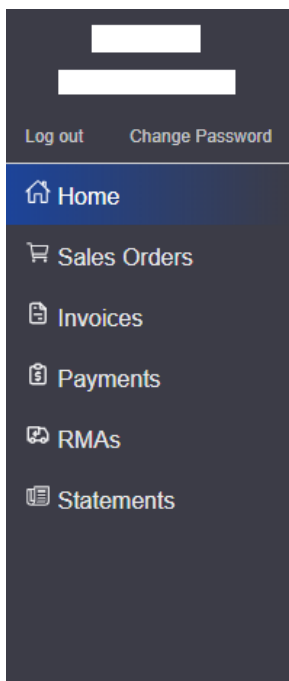 Log out Change Password
Home
Sales Orders
Invoices
Payments
RMAs
Statements